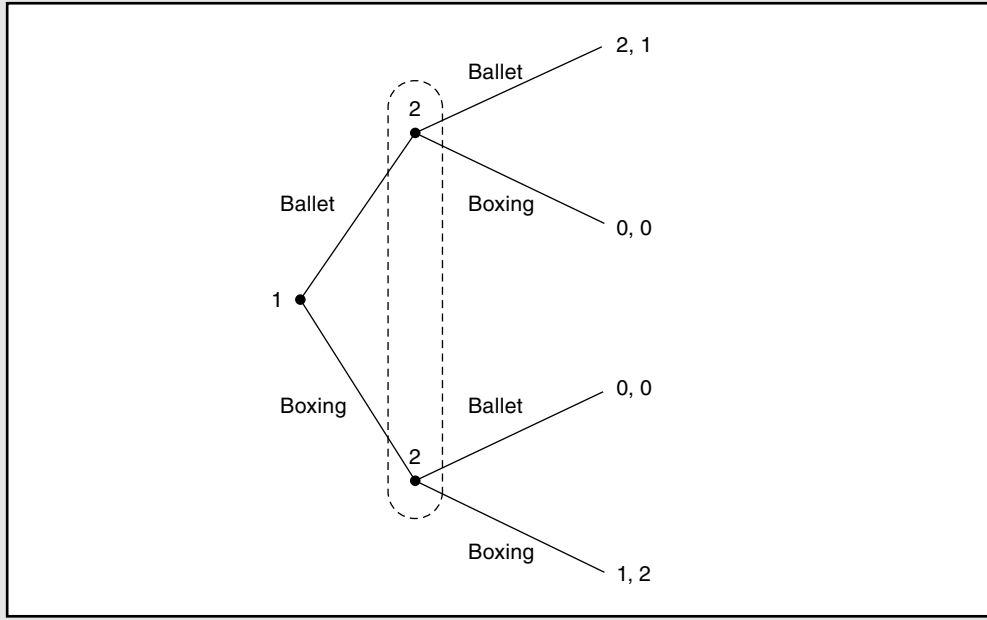 2, 1
Ballet
2
Ballet
Boxing
0, 0
1
0, 0
Boxing
Ballet
2
Boxing
1, 2